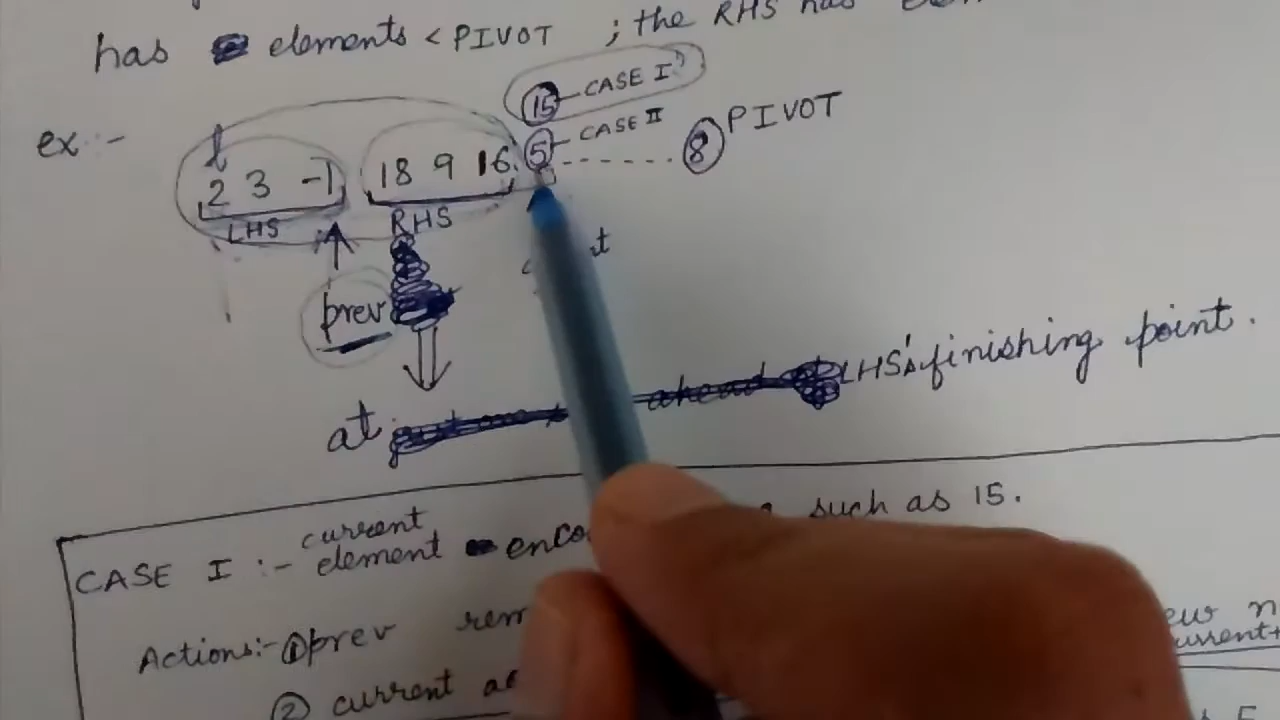 has elements < PIVOT ; the RHS has
15 CASE I
ex :- 5 CASE II 8 PIVOT
2 3 -1 18 9 16
LHS RHS
prev
at ahead LHS's finishing point.
current
CASE I :- element such as 15.
Actions:- ① prev
② current